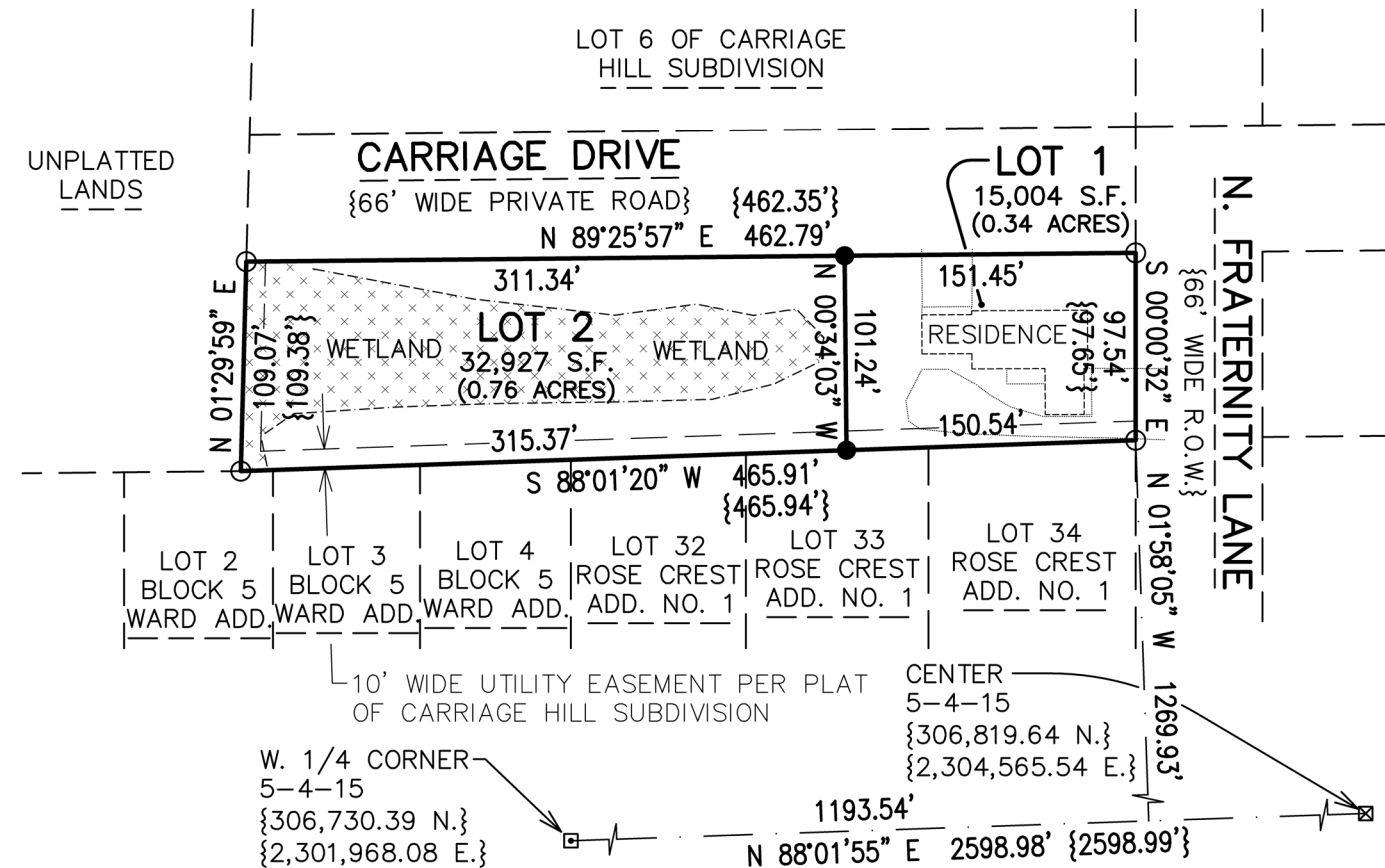 LOT 6 OF CARRIAGE
HILL SUBDIVISION
UNPLATTED
LANDS
CARRIAGE DRIVE
{66' WIDE PRIVATE ROAD}
{462.35'}
N 89°25'57" E 462.79'
LOT 1
15,004 S.F.
(0.34 ACRES)
N. FRATERNITY LANE
{66' WIDE R.O.W.}
311.34'
151.45'
N 01°29'59" E
109.07'
{109.38'}
WETLAND
LOT 2
32,927 S.F.
(0.76 ACRES)
WETLAND
N 00°34'03" W
101.24'
RESIDENCE
{97.65'}
97.54'
S 00°00'32" E
315.37'
150.54'
S 88°01'20" W 465.91'
{465.94'}
LOT 2
BLOCK 5
WARD ADD.
LOT 3
BLOCK 5
WARD ADD.
LOT 4
BLOCK 5
WARD ADD.
LOT 32
ROSE CREST
ADD. NO. 1
LOT 33
ROSE CREST
ADD. NO. 1
LOT 34
ROSE CREST
ADD. NO. 1
N 01°58'05" W 1269.93'
10' WIDE UTILITY EASEMENT PER PLAT
OF CARRIAGE HILL SUBDIVISION
CENTER
5-4-15
{306,819.64 N.}
{2,304,565.54 E.}
W. 1/4 CORNER
5-4-15
{306,730.39 N.}
{2,301,968.08 E.}
1193.54'
N 88°01'55" E 2598.98' {2598.99'}